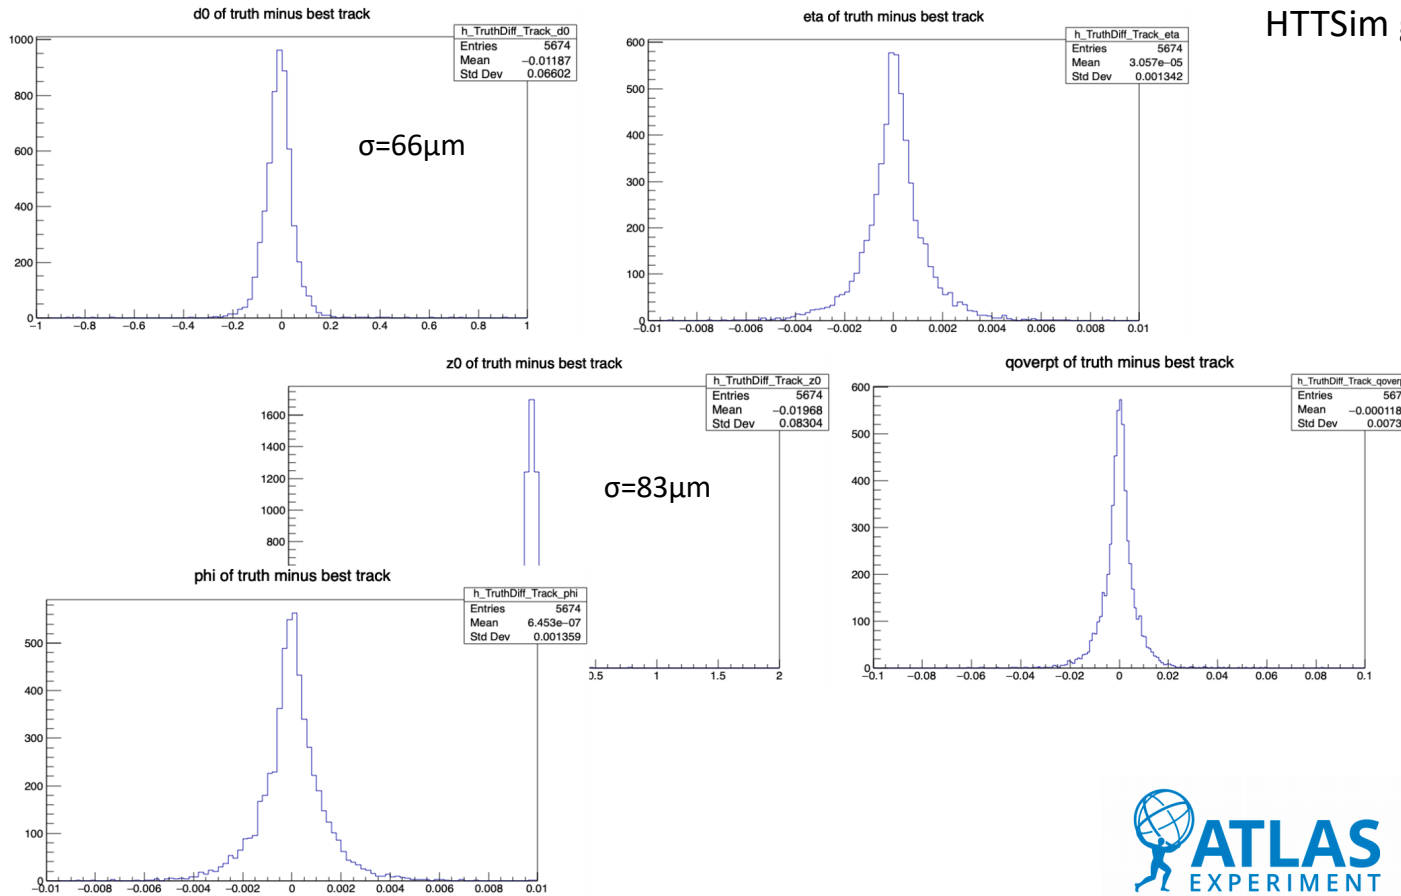 d0 of truth minus best track
h_TruthDiff_Track_d0
Entries 5674
Mean −0.01187
Std Dev 0.06602
1000
800
600
400
200
0
σ=66μm
−1 −0.8 −0.6 −0.4 −0.2 0 0.2 0.4 0.6 0.8 1
eta of truth minus best track
h_TruthDiff_Track_eta
Entries 5674
Mean 3.057e−05
Std Dev 0.001342
600
500
400
300
200
100
0
−0.01 −0.008 −0.006 −0.004 −0.002 0 0.002 0.004 0.006 0.008 0.01
HTTSim
z0 of truth minus best track
h_TruthDiff_Track_z0
Entries 5674
Mean −0.01968
Std Dev 0.08304
1600
1400
1200
1000
800
σ=83μm
0.5 1 1.5 2
qoverpt of truth minus best track
h_TruthDiff_Track_qoverp
Entries 567
Mean −0.000118
Std Dev 0.0073
600
500
400
300
200
100
0
−0.1 −0.08 −0.06 −0.04 −0.02 0 0.02 0.04 0.06 0.08 0.1
phi of truth minus best track
h_TruthDiff_Track_phi
Entries 5674
Mean 6.453e−07
Std Dev 0.001359
500
400
300
200
100
0
−0.01 −0.008 −0.006 −0.004 −0.002 0 0.002 0.004 0.006 0.008 0.01
ATLAS
EXPERIMENT